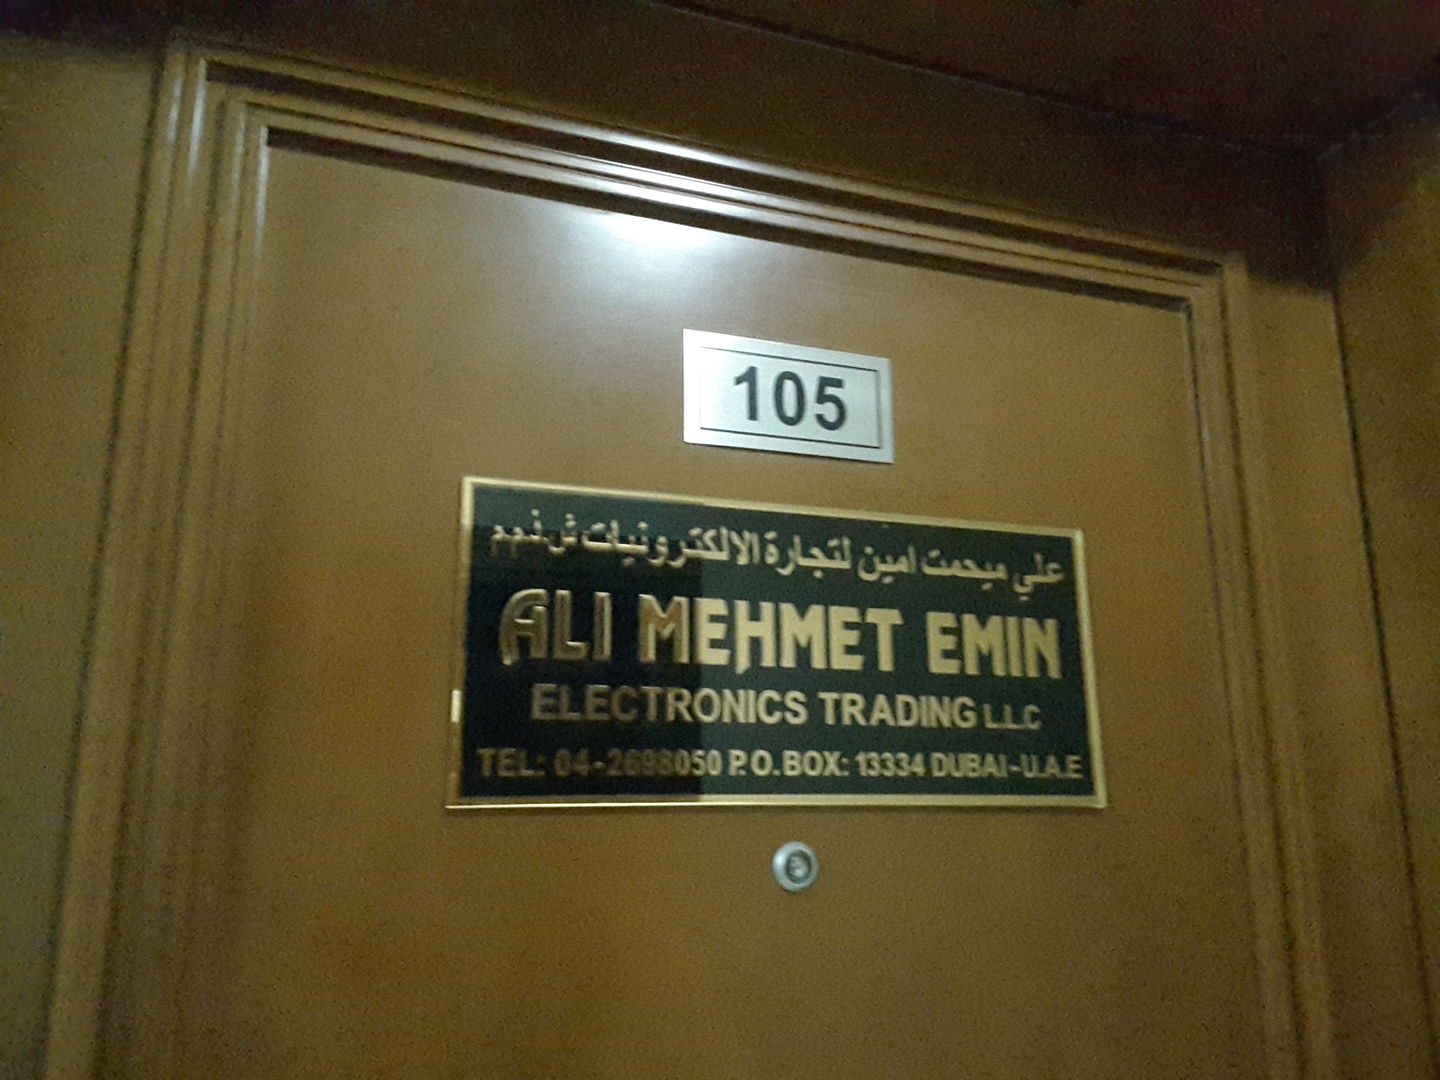 105
علي ميحمت امين لتجارة الالكترونيات ش.ذ.م.م
ALI MEHMET EMIN
ELECTRONICS TRADING L.L.C
TEL: 04-2698050 P.O.BOX: 13334 DUBAI-U.A.E